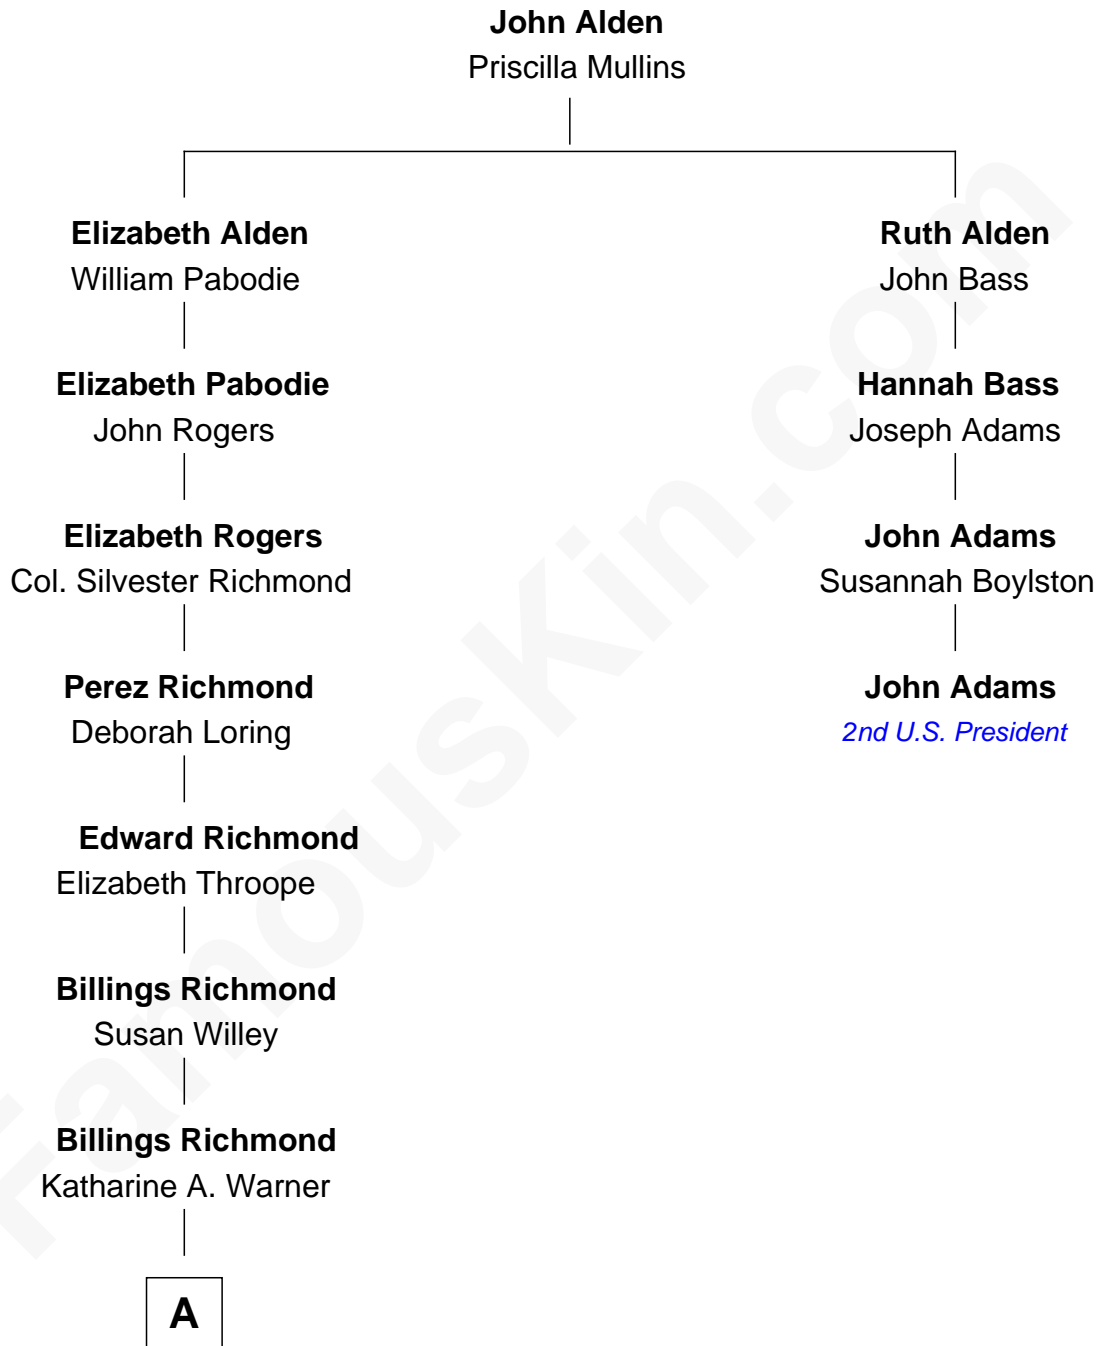 John Alden
Priscilla Mullins
Elizabeth Alden
William Pabodie
Ruth Alden
John Bass
Elizabeth Pabodie
John Rogers
Hannah Bass
Joseph Adams
Elizabeth Rogers
Col. Silvester Richmond
John Adams
Susannah Boylston
Perez Richmond
Deborah Loring
John Adams
2nd U.S. President
Edward Richmond
Elizabeth Throope
Billings Richmond
Susan Willey
Billings Richmond
Katharine A. Warner
A
FamousKin.com